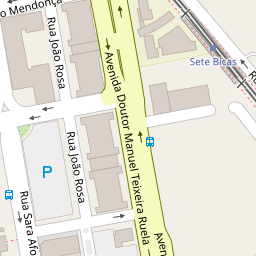 o Mendonça
Rua João Rosa
Avenida Doutor Manuel Teixeira Ruela
Sete Bicas
Rua João Rosa
P
Rua Sara Afo
Aven